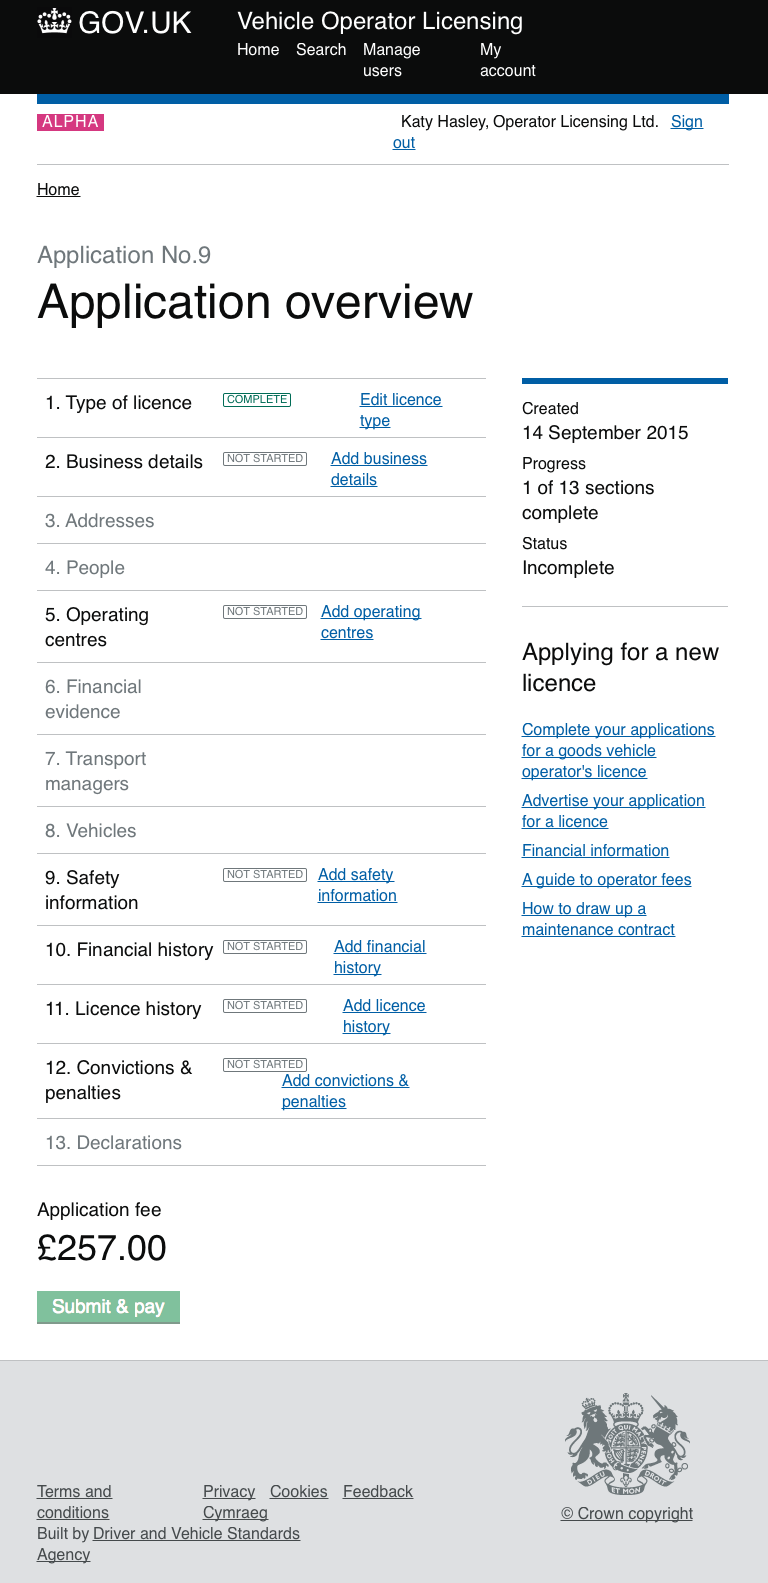 GOV.UK
Vehicle Operator Licensing
Home Search Manage users My account
ALPHA
Katy Hasley, Operator Licensing Ltd. Sign
out
Home
Application No.9
Application overview
1. Type of licence COMPLETE Edit licence
type
2. Business details NOT STARTED Add business
details
3. Addresses
4. People
5. Operating
centres
NOT STARTED Add operating
centres
6. Financial
evidence
7. Transport
managers
8. Vehicles
9. Safety
information
NOT STARTED Add safety
information
10. Financial history NOT STARTED Add financial
history
11. Licence history NOT STARTED Add licence
history
12. Convictions &
penalties
NOT STARTED
Add convictions &
penalties
13. Declarations
Application fee
£257.00
Submit & pay
Created
14 September 2015
Progress
1 of 13 sections
complete
Status
Incomplete
Applying for a new
licence
Complete your applications
for a goods vehicle
operator's licence
Advertise your application
for a licence
Financial information
A guide to operator fees
How to draw up a
maintenance contract
Terms and
conditions
Privacy Cookies Feedback
Cymraeg
Built by Driver and Vehicle Standards
Agency
DIEU ET MON DROIT
© Crown copyright